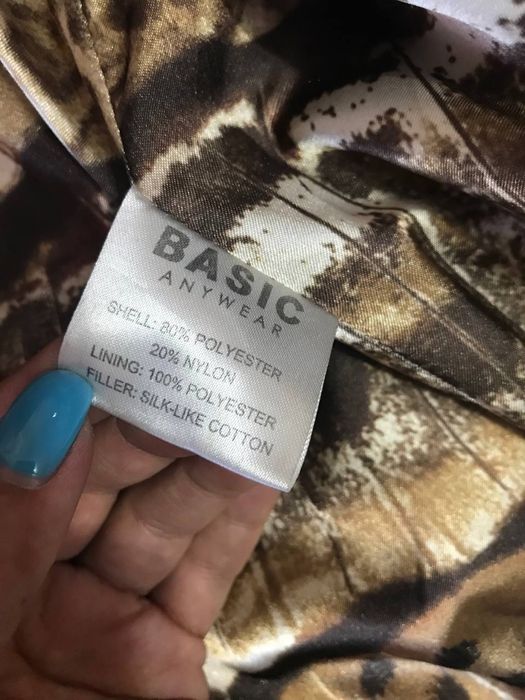 BASIC
ANYWEAR
SHELL: 80% POLYESTER
20% NYLON
LINING: 100% POLYESTER
FILLER: SILK-LIKE COTTON